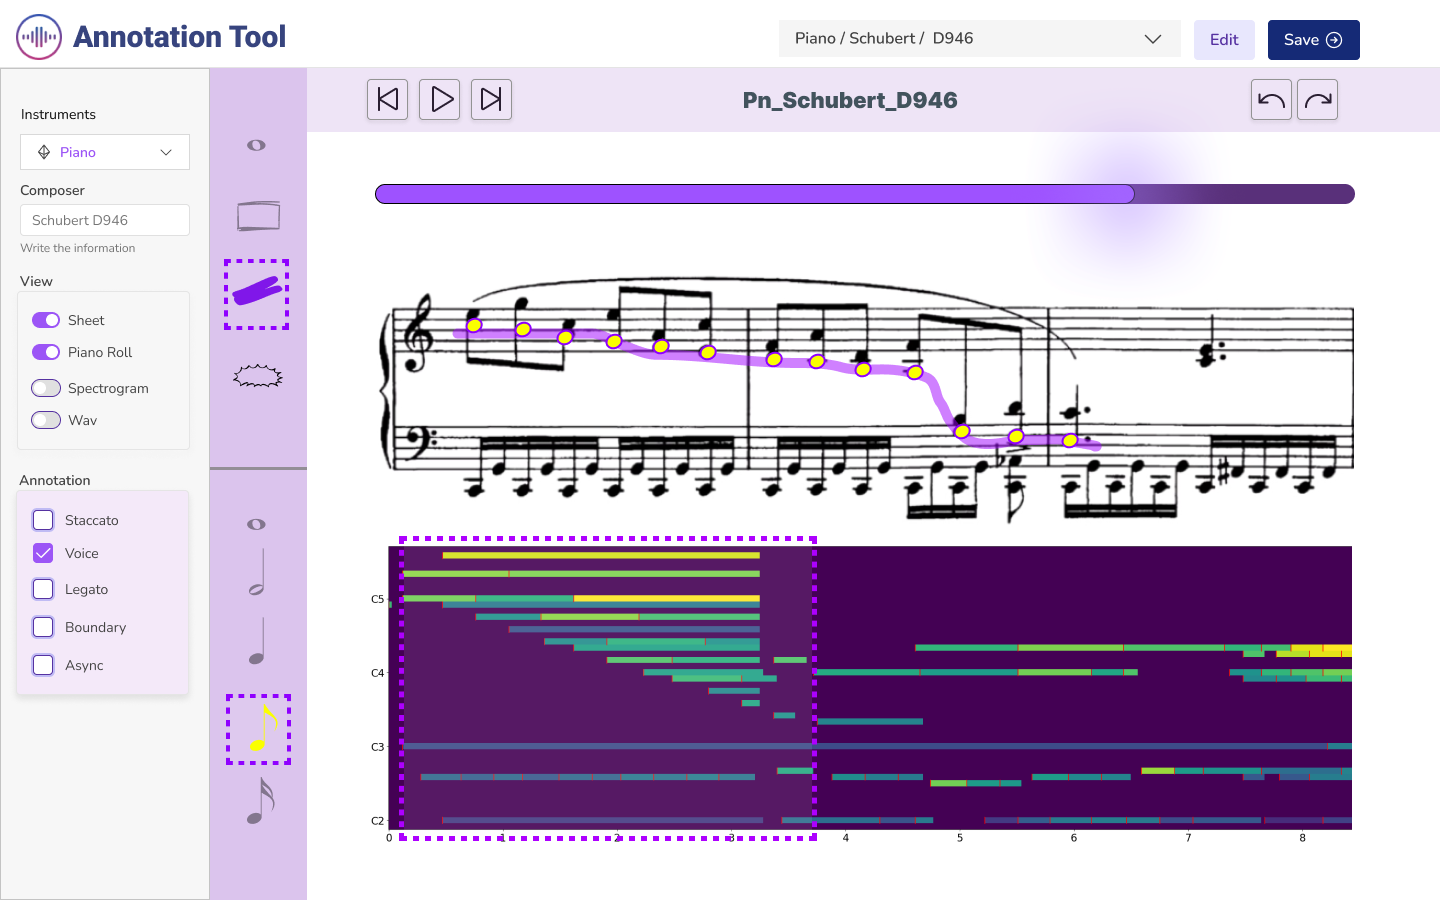 Annotation Tool
Piano / Schubert / D946
Edit
Save
Pn_Schubert_D946
Instruments
Piano
Composer
Schubert D946
Write the information
View
Sheet
Piano Roll
Spectrogram
Wav
Annotation
Staccato
Voice
Legato
Boundary
Async
C5
C4
C3
C2
0 1 2 3 4 5 6 7 8